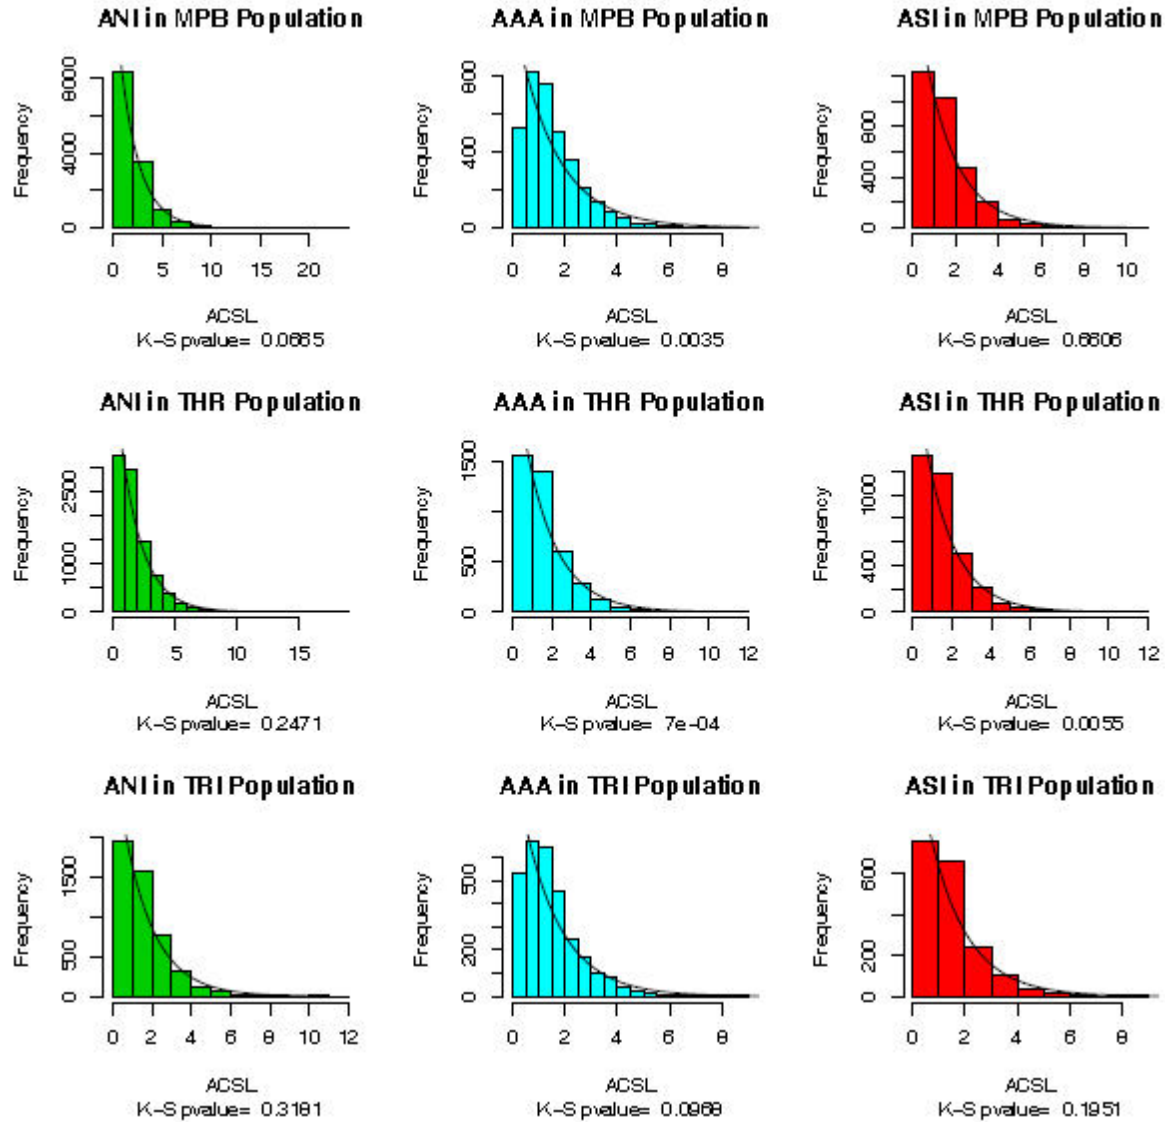 ANI in MPB Population
Frequency
8000
4000
0
0 5 10 20
ACSL
K-S pvalue= 0.0665
AAA in MPB Population
Frequency
800
400
0
0 2 4 6 8
ACSL
K-S pvalue= 0.0035
ASI in MPB Population
Frequency
800
400
0
0 2 4 6 8 10
ACSL
K-S pvalue= 0.6606
ANI in THR Population
Frequency
2500
1000
0
0 5 10 15
ACSL
K-S pvalue= 0.2471
AAA in THR Population
Frequency
1500
500
0
0 2 4 6 8 10 12
ACSL
K-S pvalue= 7e-04
ASI in THR Population
Frequency
1000
400
0
0 2 4 6 8 10 12
ACSL
K-S pvalue= 0.0055
ANI in TRI Population
Frequency
1500
500
0
0 2 4 6 8 10 12
ACSL
K-S pvalue= 0.3181
AAA in TRI Population
Frequency
500
200
0
0 2 4 6 8
ACSL
K-S pvalue= 0.0968
ASI in TRI Population
Frequency
600
200
0
0 2 4 6 8
ACSL
K-S pvalue= 0.1951